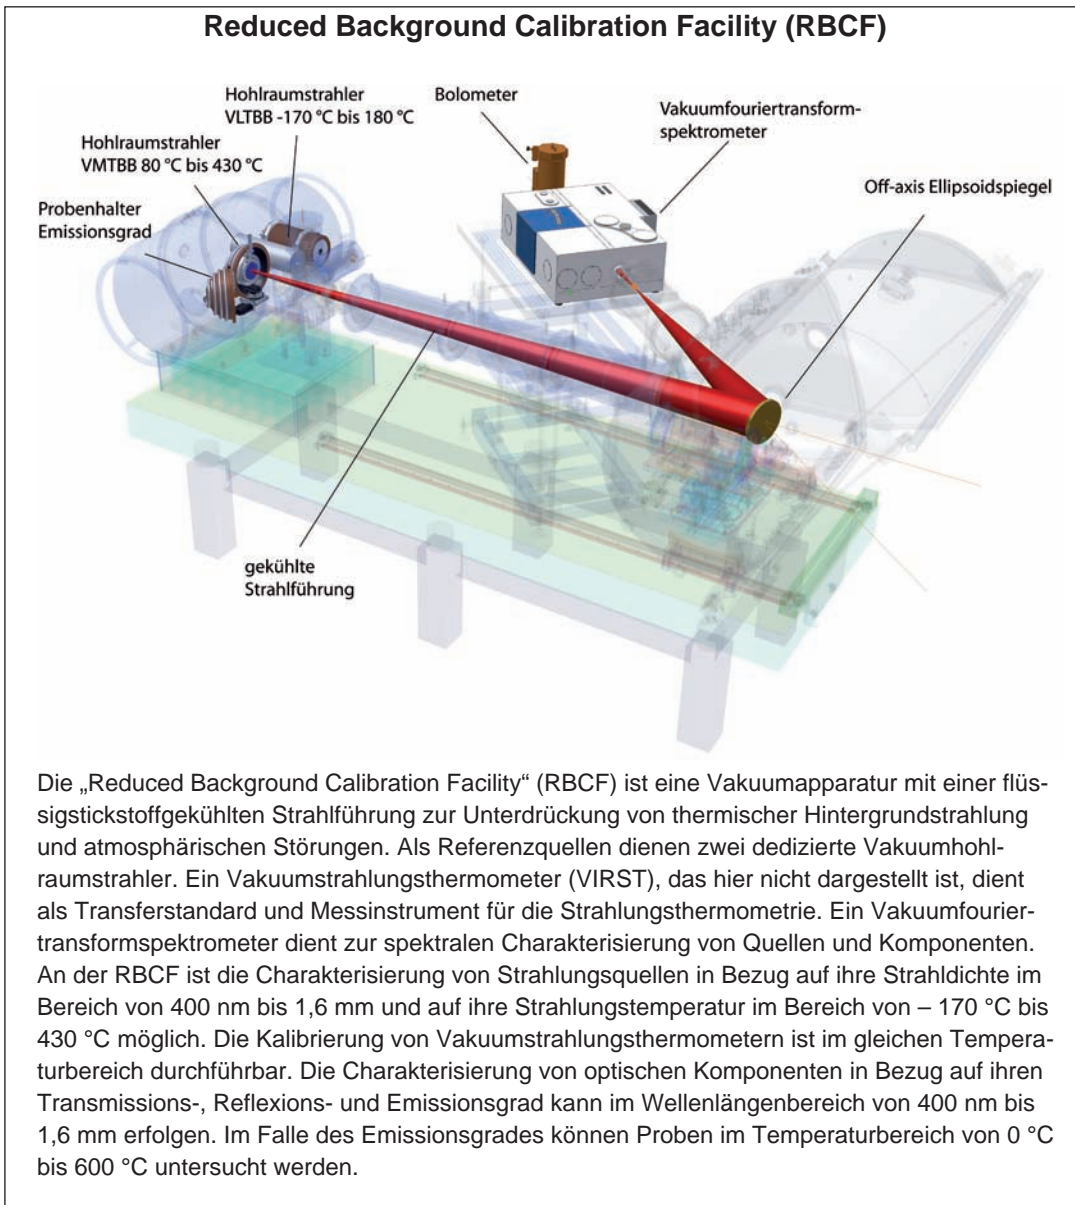 Reduced Background Calibration Facility (RBCF)
Hohlraumstrahler
VLTBB -170 °C bis 180 °C
Bolometer
Vakuumfouriertransform-
spektrometer
Hohlraumstrahler
VMTBB 80 °C bis 430 °C
Off-axis Ellipsoidspiegel
Probenhalter
Emissionsgrad
gekühlte
Strahlführung
Die „Reduced Background Calibration Facility“ (RBCF) ist eine Vakuumapparatur mit einer flüs-
sigstickstoffgekühlten Strahlführung zur Unterdrückung von thermischer Hintergrundstrahlung
und atmosphärischen Störungen. Als Referenzquellen dienen zwei dedizierte Vakuumhohl-
raumstrahler. Ein Vakuumstrahlungsthermometer (VIRST), das hier nicht dargestellt ist, dient
als Transferstandard und Messinstrument für die Strahlungsthermometrie. Ein Vakuumfourier-
transformspektrometer dient zur spektralen Charakterisierung von Quellen und Komponenten.
An der RBCF ist die Charakterisierung von Strahlungsquellen in Bezug auf ihre Strahldichte im
Bereich von 400 nm bis 1,6 mm und auf ihre Strahlungstemperatur im Bereich von – 170 °C bis
430 °C möglich. Die Kalibrierung von Vakuumstrahlungsthermometern ist im gleichen Tempera-
turbereich durchführbar. Die Charakterisierung von optischen Komponenten in Bezug auf ihren
Transmissions-, Reflexions- und Emissionsgrad kann im Wellenlängenbereich von 400 nm bis
1,6 mm erfolgen. Im Falle des Emissionsgrades können Proben im Temperaturbereich von 0 °C
bis 600 °C untersucht werden.